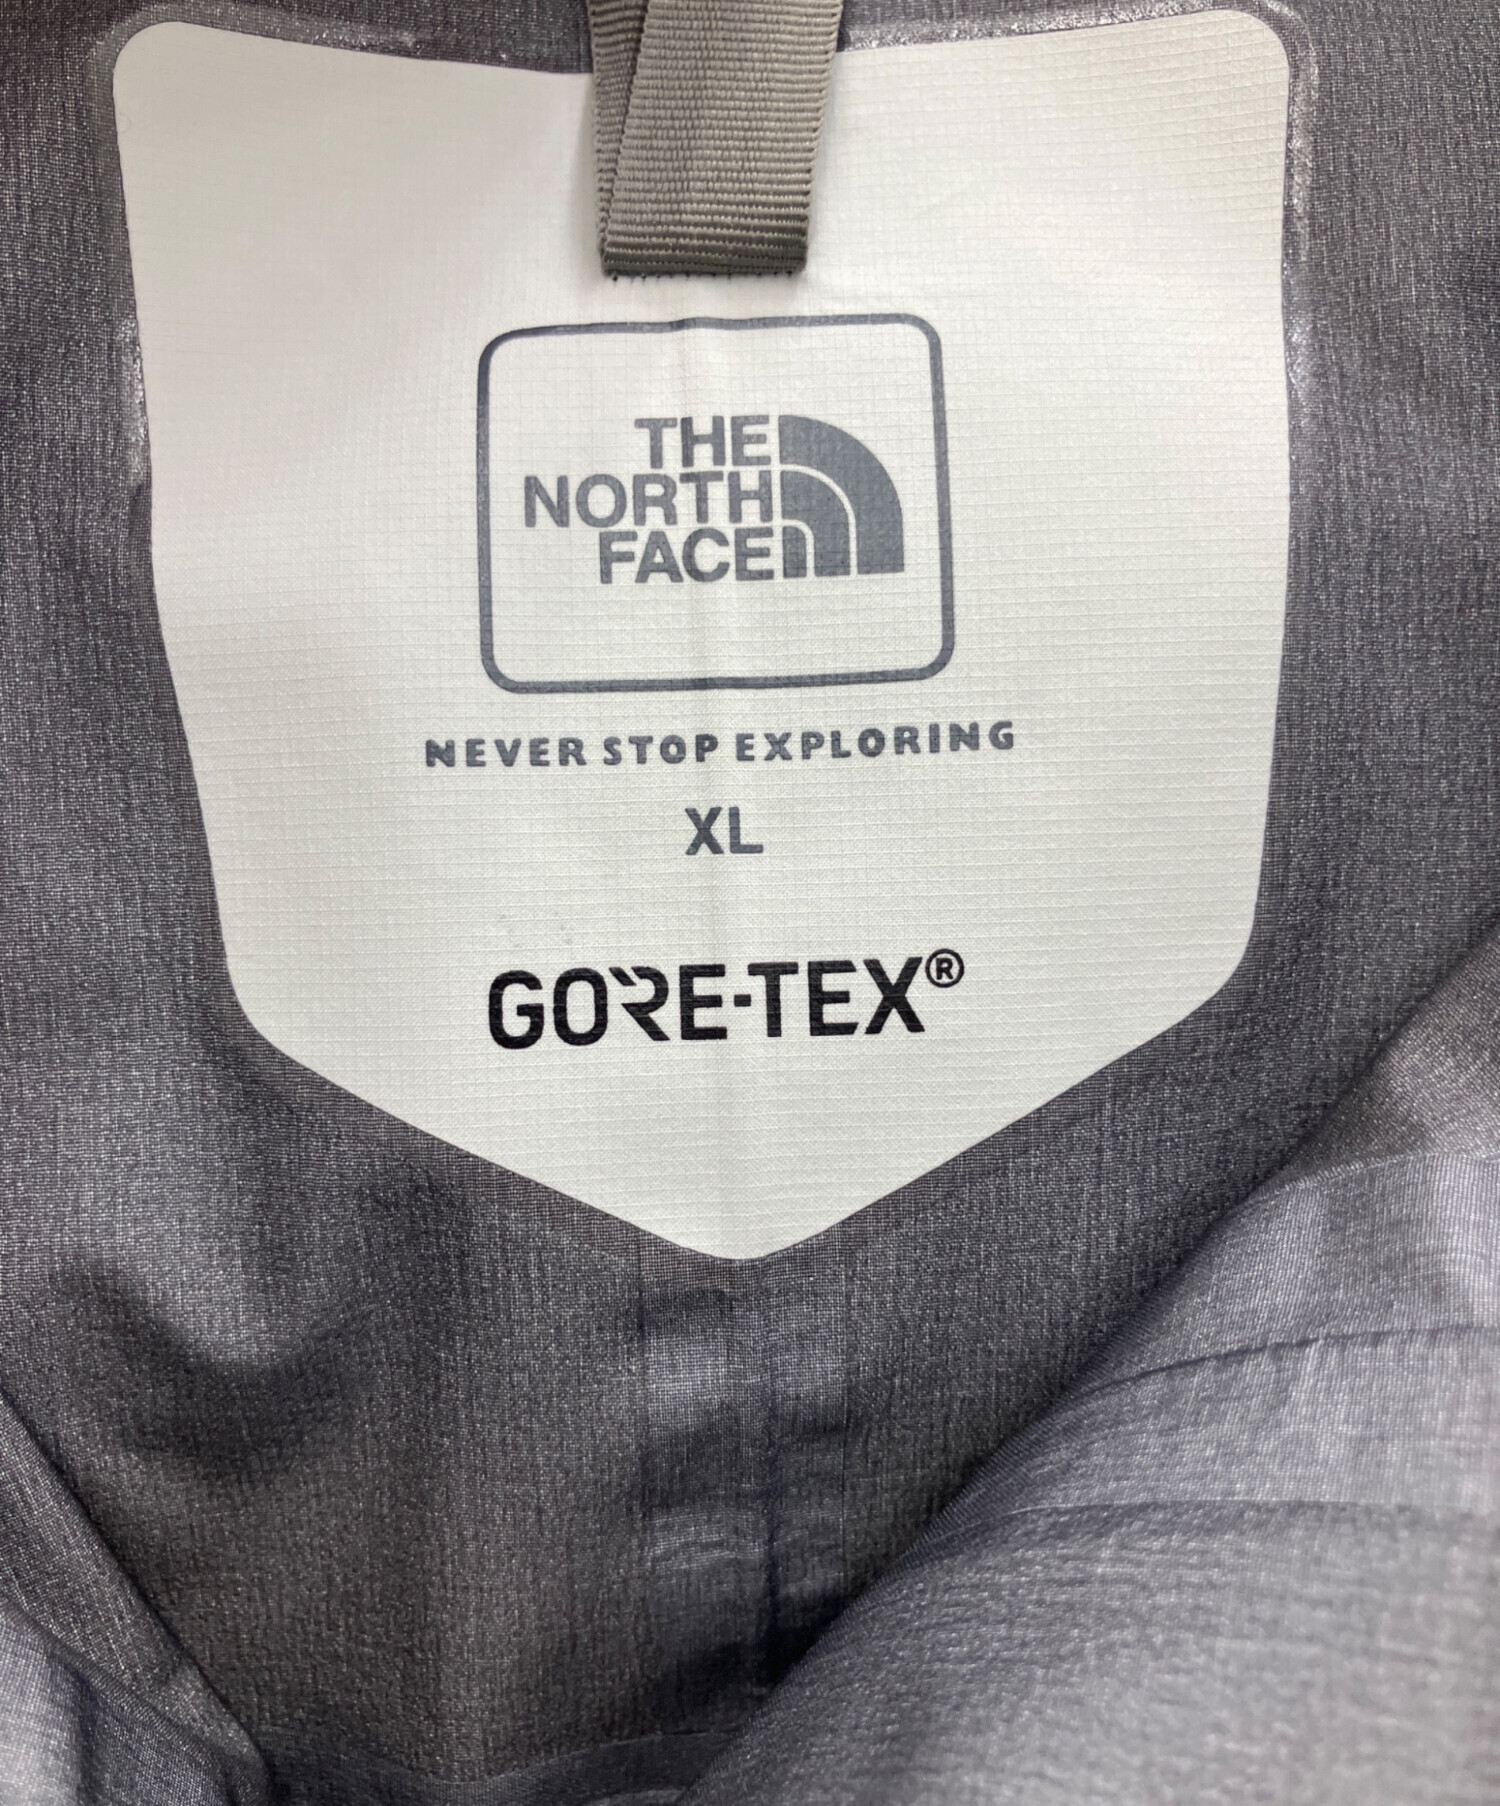 THE
NORTH
FACE
NEVER STOP EXPLORING
XL
GORE-TEX®